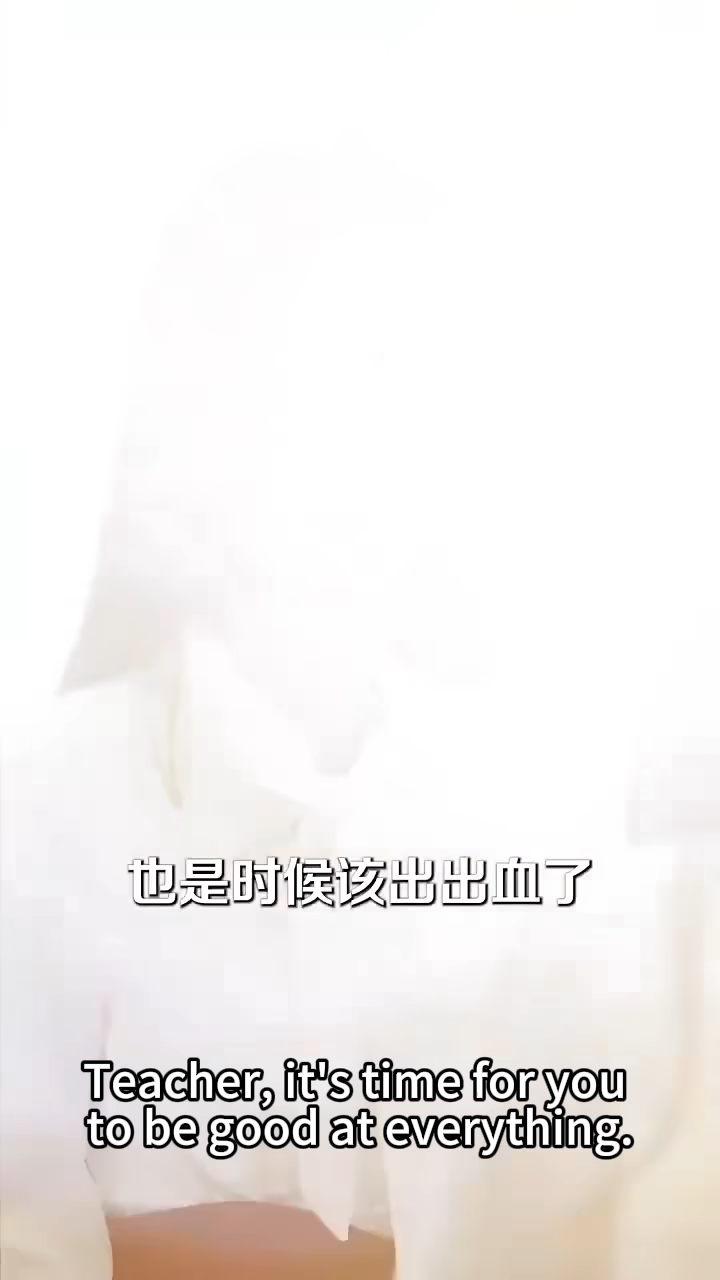 也是时候该出出血了
Teacher, it's time for you
to be good at everything.